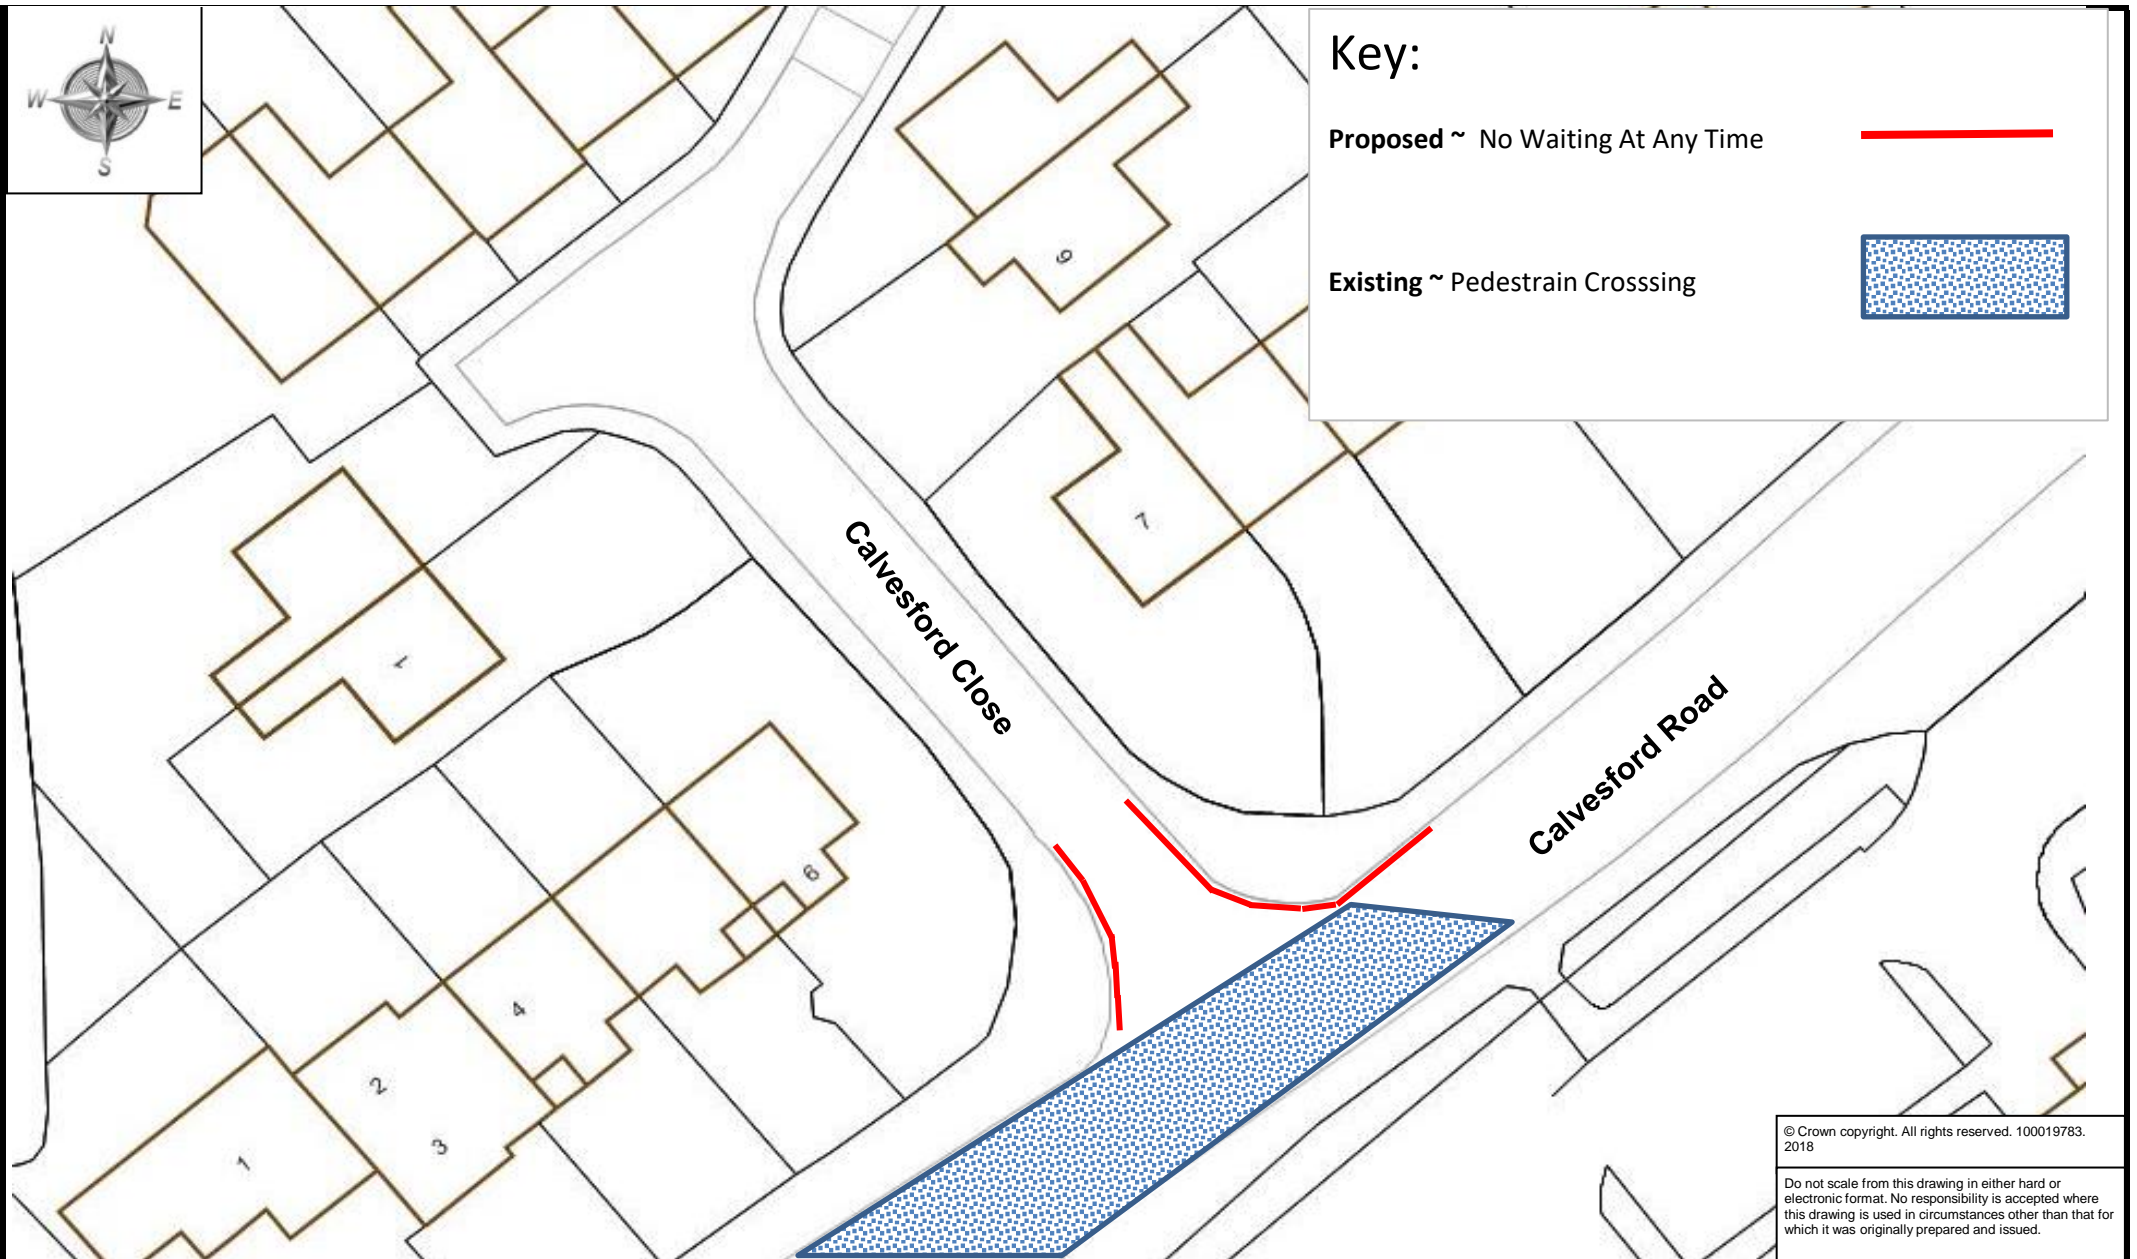 N
W E
S
Key:
Proposed ~ No Waiting At Any Time
Existing ~ Pedestrain Crosssing
9
7
1
Calvesford Close
Calvesford Road
6
4
2
3
1
© Crown copyright. All rights reserved. 100019783.
2018
Do not scale from this drawing in either hard or
electronic format. No responsibility is accepted where
this drawing is used in circumstances other than that for
which it was originally prepared and issued.